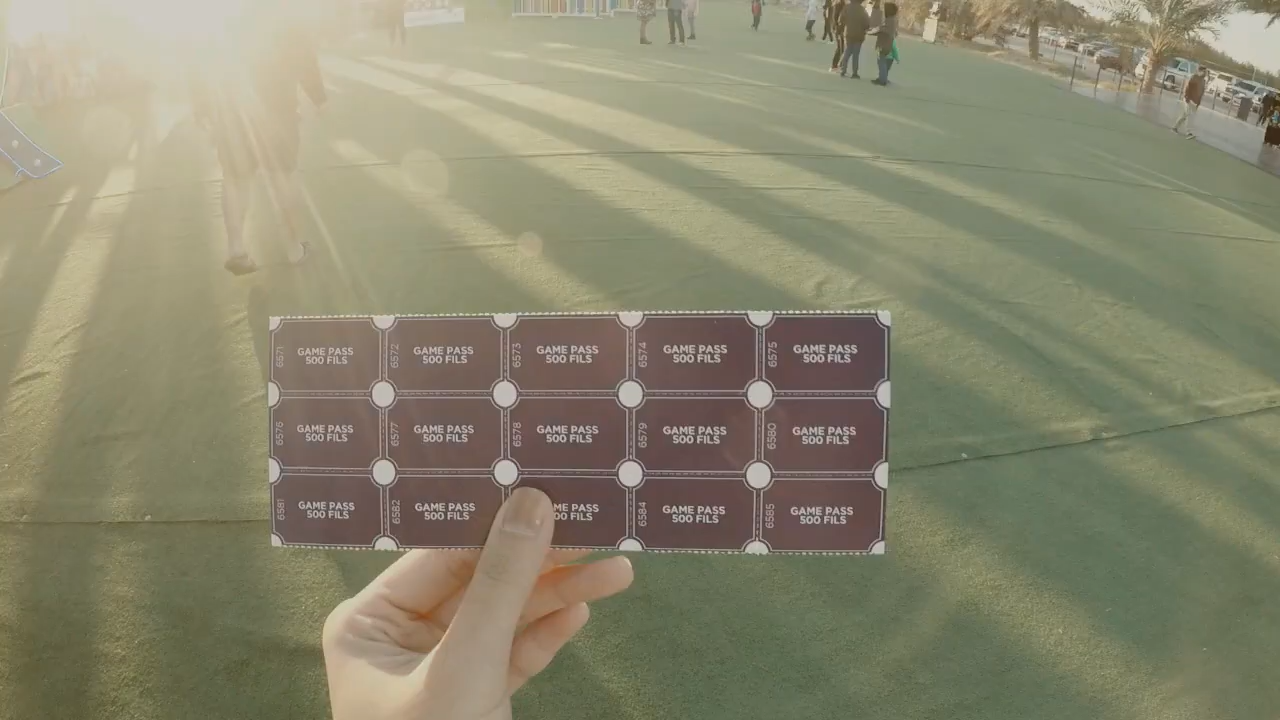 6571 GAME PASS 500 FILS
6572 GAME PASS 500 FILS
6573 GAME PASS 500 FILS
6574 GAME PASS 500 FILS
6575 GAME PASS 500 FILS
6576 GAME PASS 500 FILS
6577 GAME PASS 500 FILS
6578 GAME PASS 500 FILS
6579 GAME PASS 500 FILS
6580 GAME PASS 500 FILS
6581 GAME PASS 500 FILS
6582 GAME PASS 500 FILS
PASS FILS
6584 GAME PASS 500 FILS
6585 GAME PASS 500 FILS